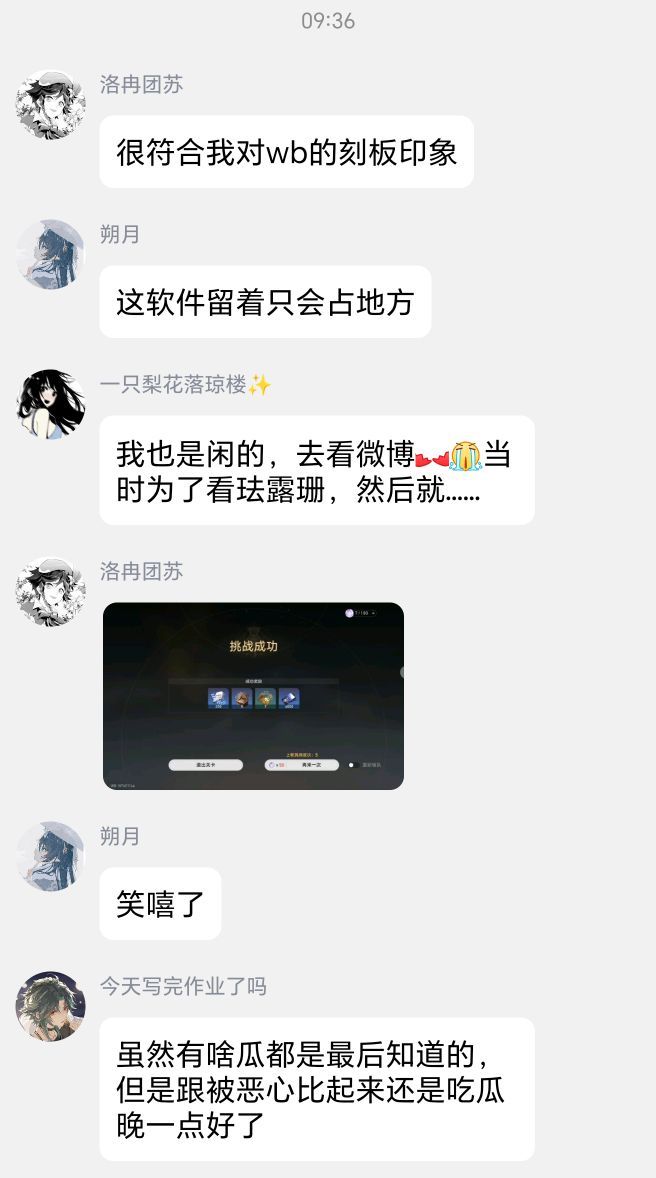 09:36
洛冉团苏
很符合我对wb的刻板印象
朔月
这软件留着只会占地方
一只梨花落琼楼✨
我也是闲的，去看微博😭当
时为了看珐露珊，然后就……
洛冉团苏
挑战成功
退出关卡
再来一次
朔月
笑嘻了
今天写完作业了吗
虽然有啥瓜都是最后知道的，
但是跟被恶心比起来还是吃瓜
晚一点好了